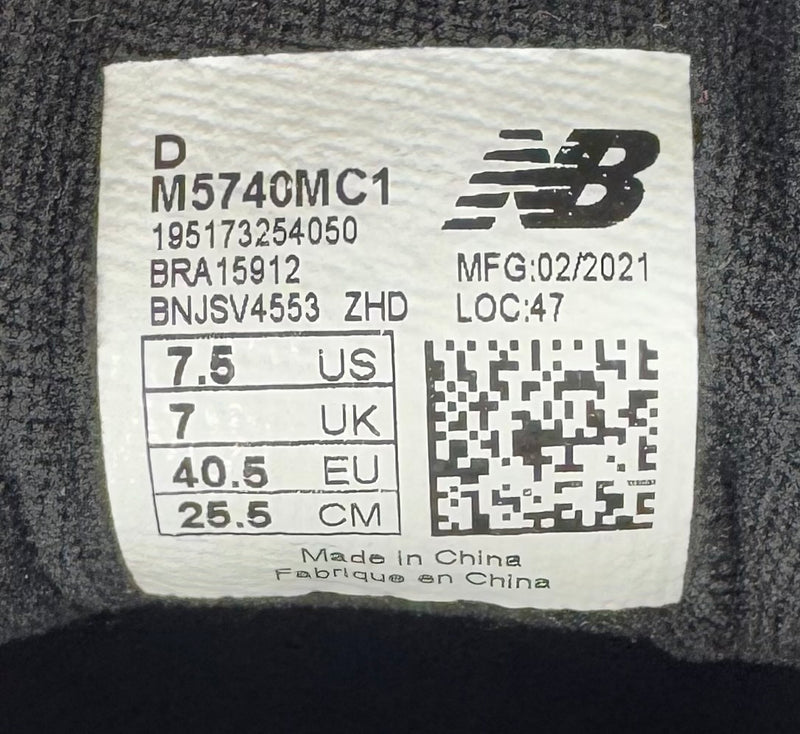 D
M5740MC1
NB
195173254050
BRA15912
MFG:02/2021
BNJSV4553 ZHD
LOC:47
7.5 US
7 UK
40.5 EU
25.5 CM
Made in China
Fabrique en China